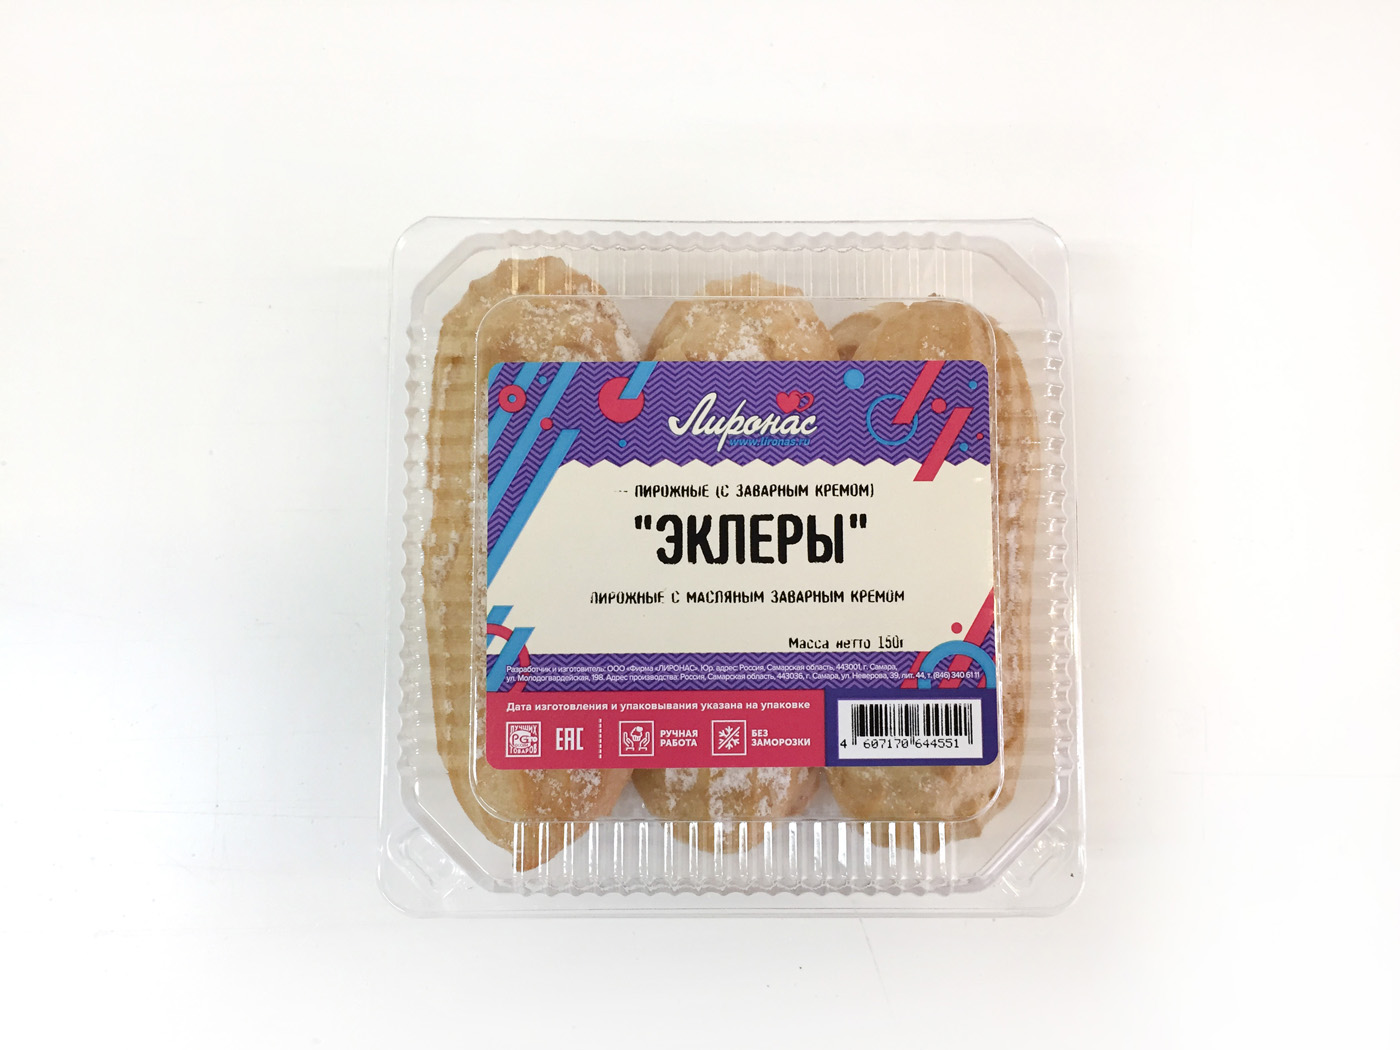 Лиронас
www.lironas.ru
ПИРОЖНЫЕ (С ЗАВАРНЫМ КРЕМОМ)
"ЭКЛЕРЫ"
ПИРОЖНЫЕ С МАСЛЯНЫМ ЗАВАРНЫМ КРЕМОМ
Масса нетто 150г
Разработчик и изготовитель: ООО «Фирма «ЛИРОНАС». Юр. адрес: Россия, Самарская область, 443001, г. Самара,
ул. Молодогвардейская, 198. Адрес производства: Россия, Самарская область, 443036, г. Самара, ул. Неверова, 39, лит. 44, т. (846) 340 61 11
Дата изготовления и упаковывания указана на упаковке
ЛУЧШИХ
ТОВАРОВ
ЕАС
РУЧНАЯ
РАБОТА
БЕЗ
ЗАМОРОЗКИ
4 607170 644551